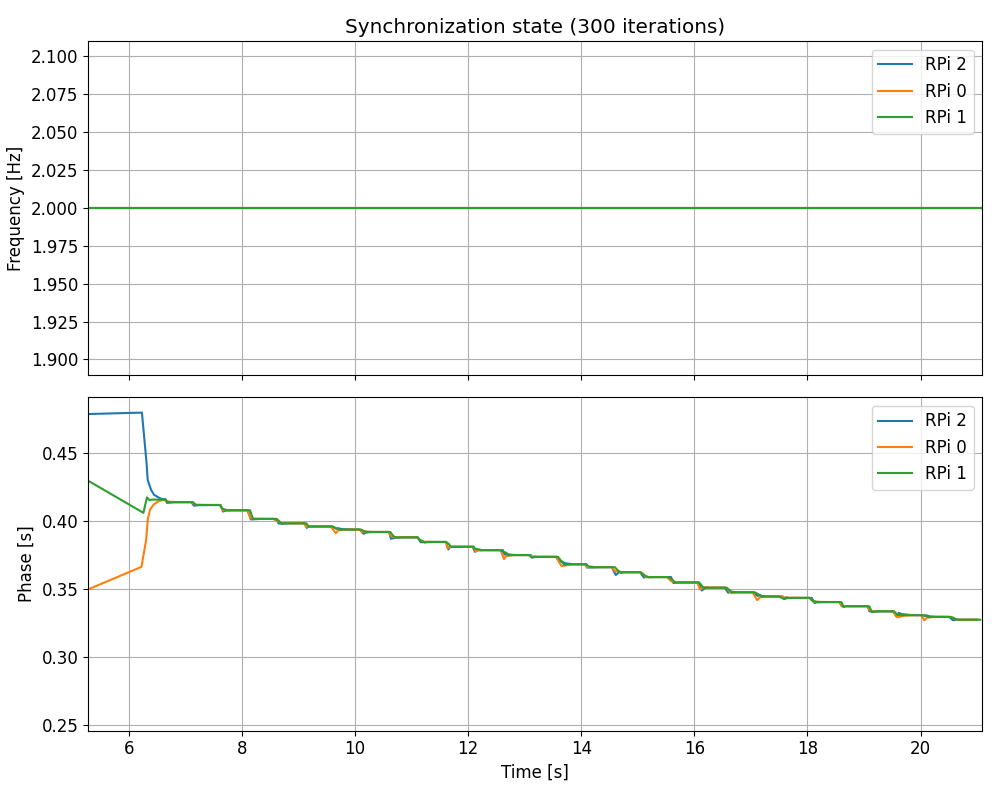 Synchronization state (300 iterations)
Frequency [Hz]
2.100
2.075
2.050
2.025
2.000
1.975
1.950
1.925
1.900
RPi 2
RPi 0
RPi 1
Phase [s]
0.45
0.40
0.35
0.30
0.25
RPi 2
RPi 0
RPi 1
6 8 10 12 14 16 18 20
Time [s]